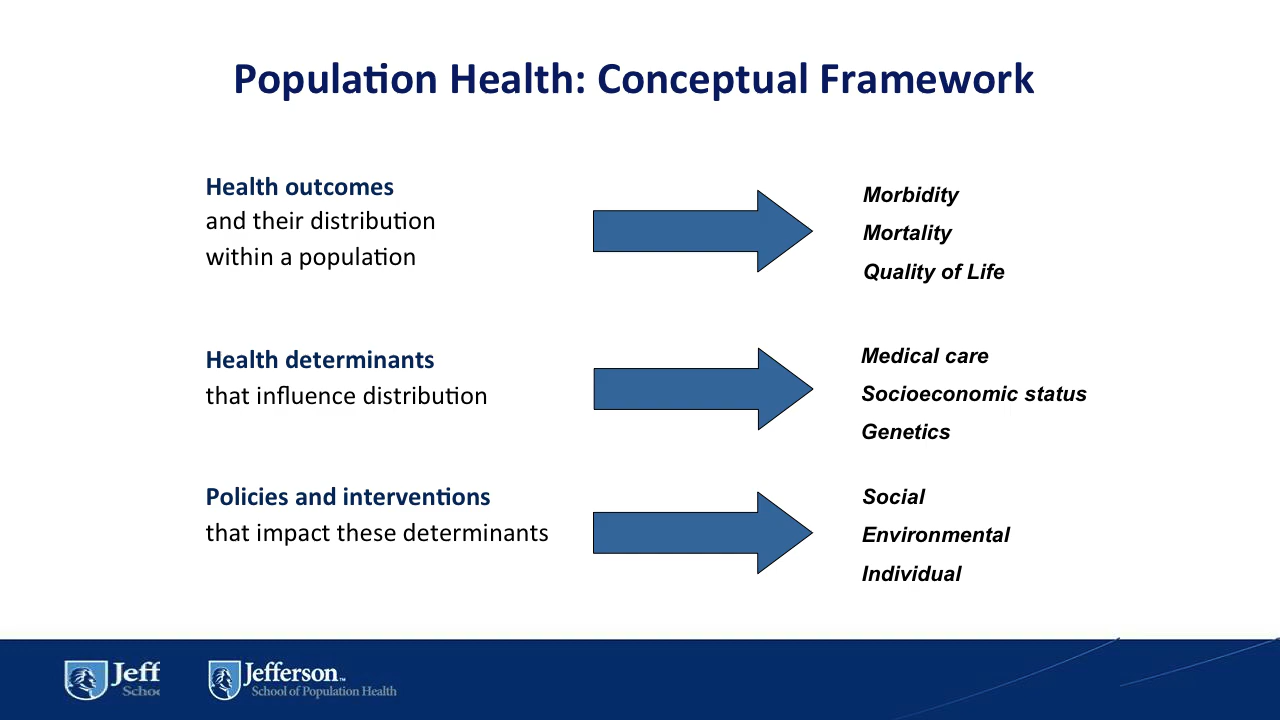 Population Health: Conceptual Framework
Health outcomes
and their distribution
within a population
Morbidity
Mortality
Quality of Life
Health determinants
that influence distribution
Medical care
Socioeconomic status
Genetics
Policies and interventions
that impact these determinants
Social
Environmental
Individual
Jeff
Scho
Jefferson™
School of Population Health